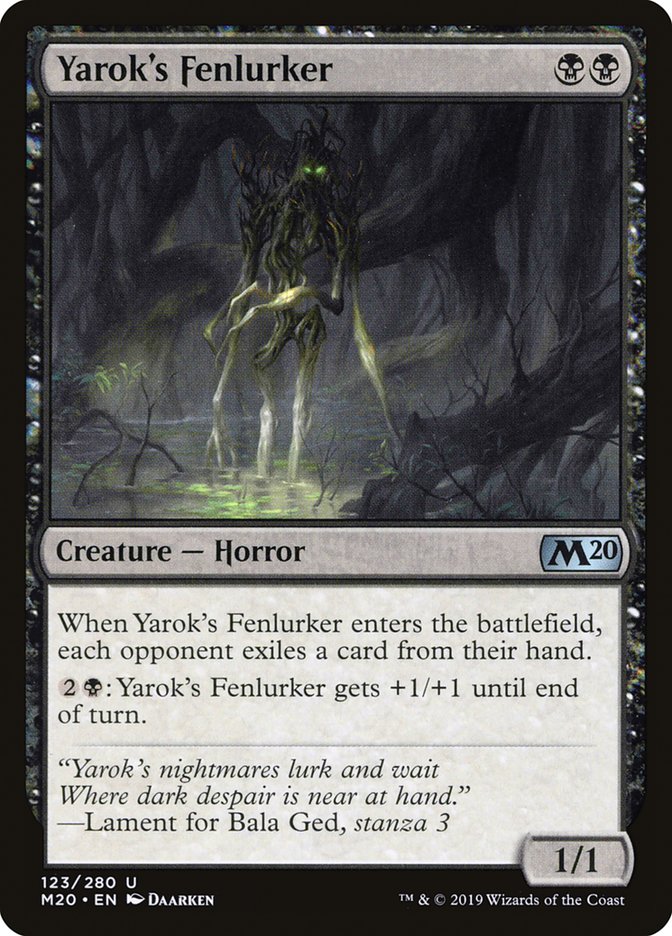 Yarok's Fenlurker
Creature — Horror
M20
When Yarok's Fenlurker enters the battlefield,
each opponent exiles a card from their hand.
2 : Yarok's Fenlurker gets +1/+1 until end
of turn.
“Yarok's nightmares lurk and wait
Where dark despair is near at hand.”
—Lament for Bala Ged, stanza 3
1/1
123/280 U
M20 • EN DAARKEN
™ & © 2019 Wizards of the Coast